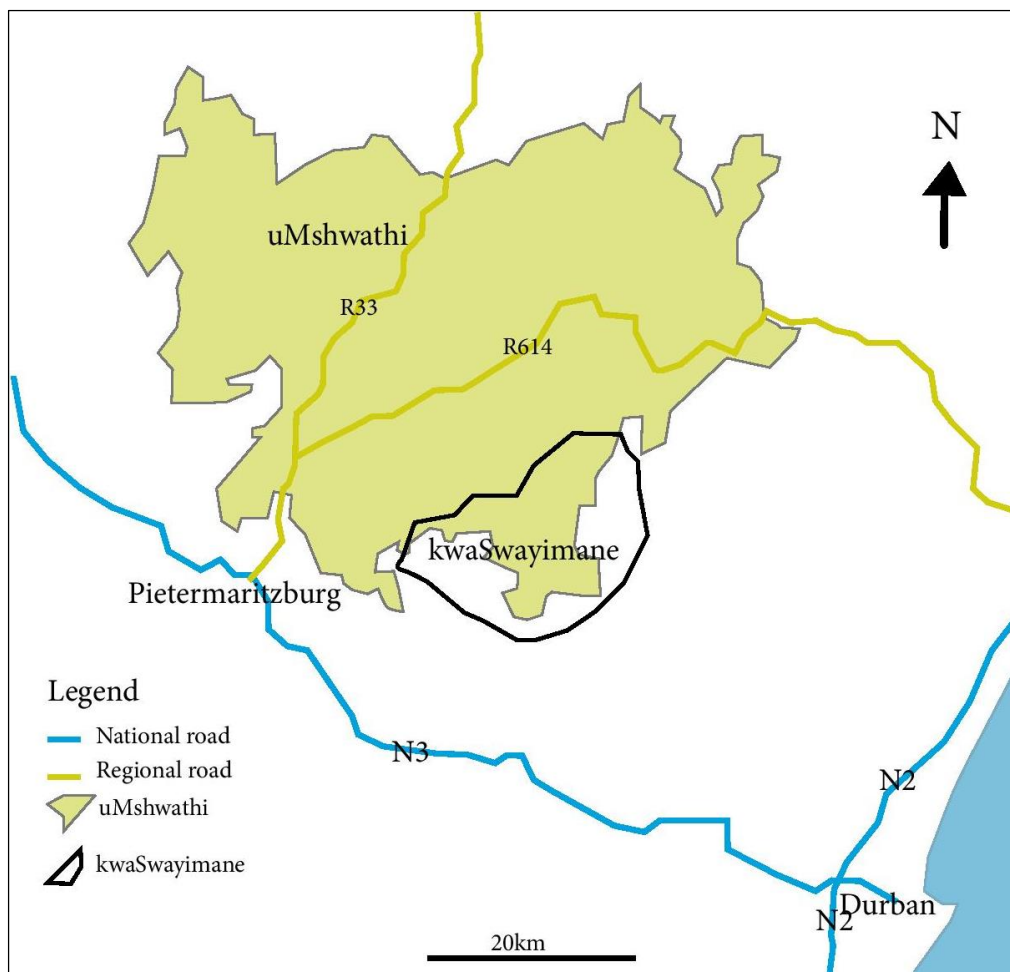 N
uMshwathi
R33
R614
kwaSwayimane
Pietermaritzburg
Legend
National road
N3
Regional road
N2
uMshwathi
kwaSwayimane
Durban
N2
20km